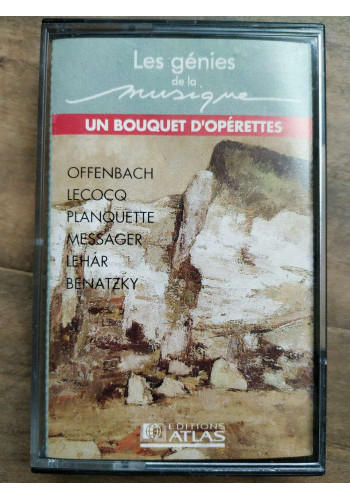 Les génies
de la
musique
UN BOUQUET D'OPÉRETTES
OFFENBACH
LECOCQ
PLANQUETTE
MESSAGER
LEHÁR
BENATZKY
EDITIONS
ATLAS